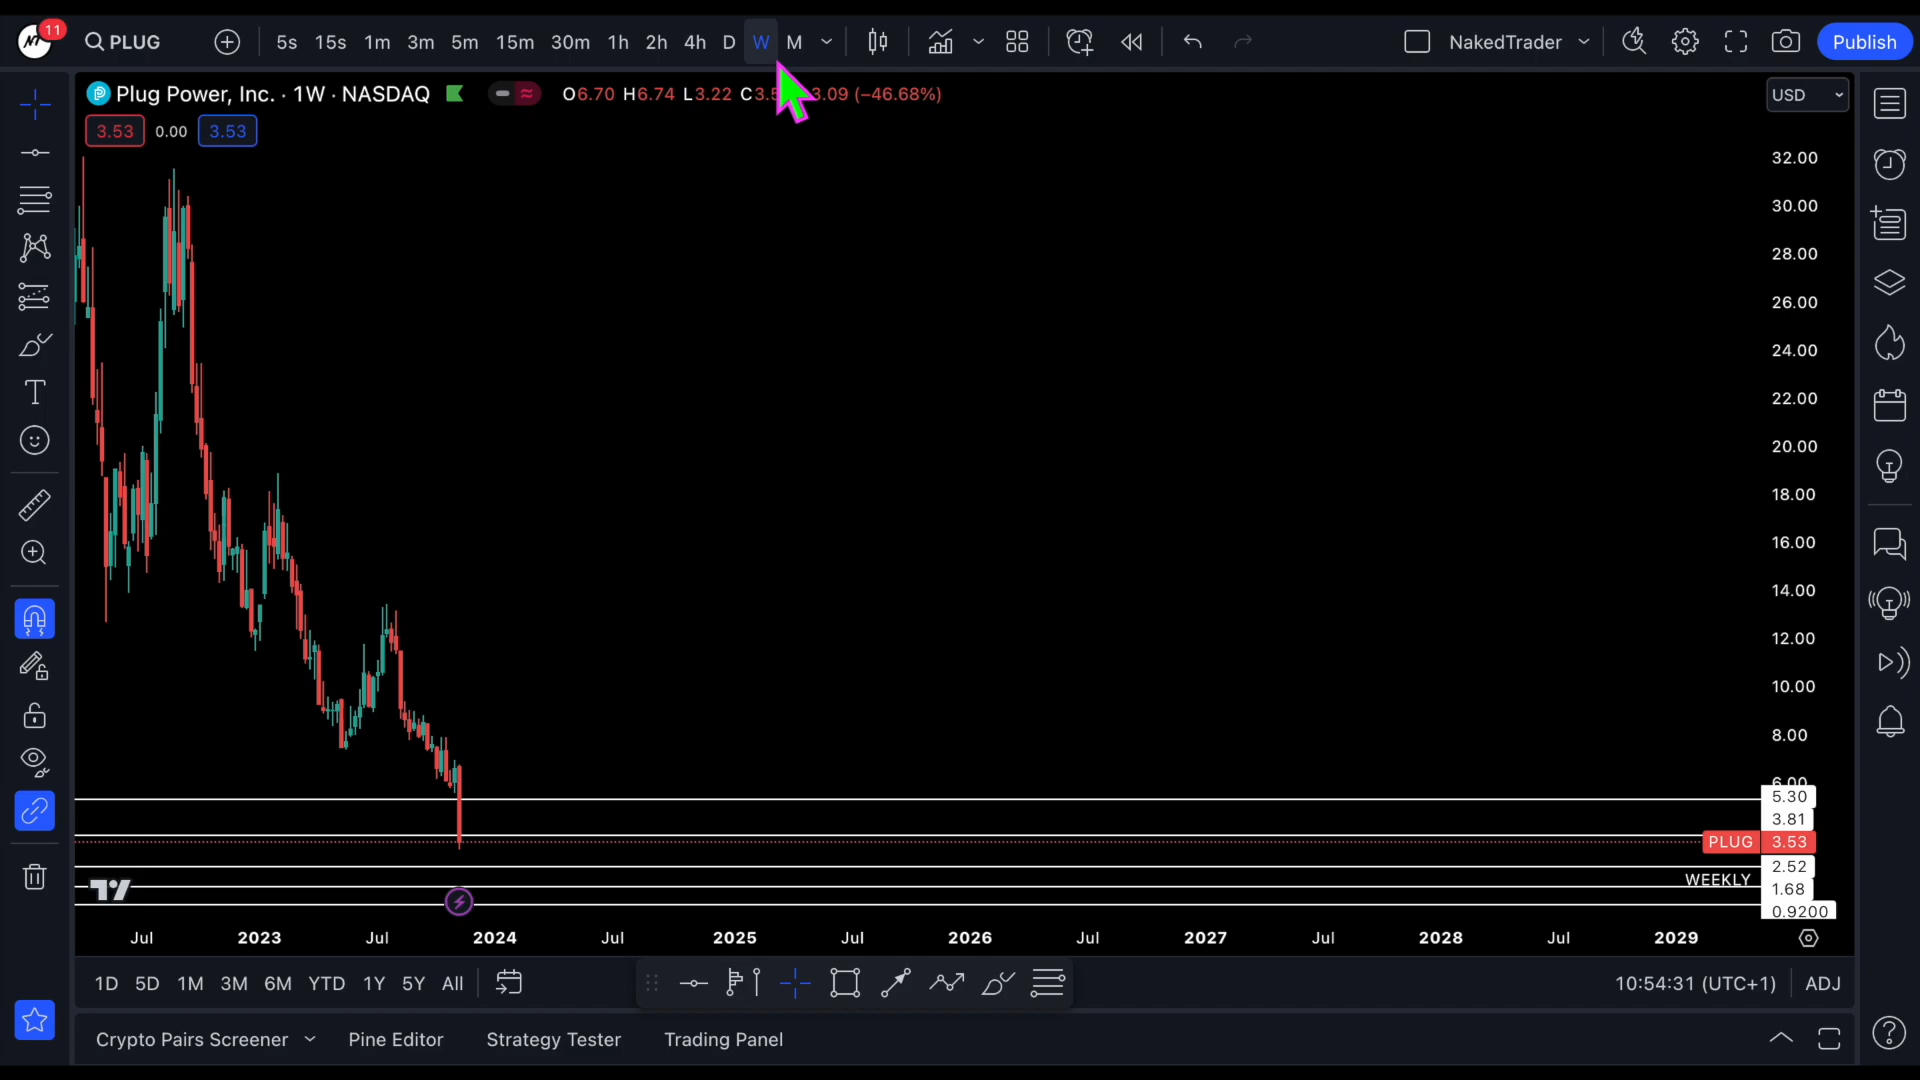 11
PLUG
5s 15s 1m 3m 5m 15m 30m 1h 2h 4h D W M
NakedTrader
Publish
Plug Power, Inc. · 1W · NASDAQ
O6.70 H6.74 L3.22 3.09 (−46.68%)
USD
3.53 0.00 3.53
32.00
30.00
28.00
26.00
24.00
22.00
20.00
18.00
16.00
14.00
12.00
10.00
8.00
6.00
5.30
3.81
PLUG 3.53
2.52
WEEKLY
1.68
0.9200
Jul 2023 Jul 2024 Jul 2025 Jul 2026 Jul 2027 Jul 2028 Jul 2029
1D 5D 1M 3M 6M YTD 1Y 5Y All
10:54:31 (UTC+1) ADJ
Crypto Pairs Screener Pine Editor Strategy Tester Trading Panel